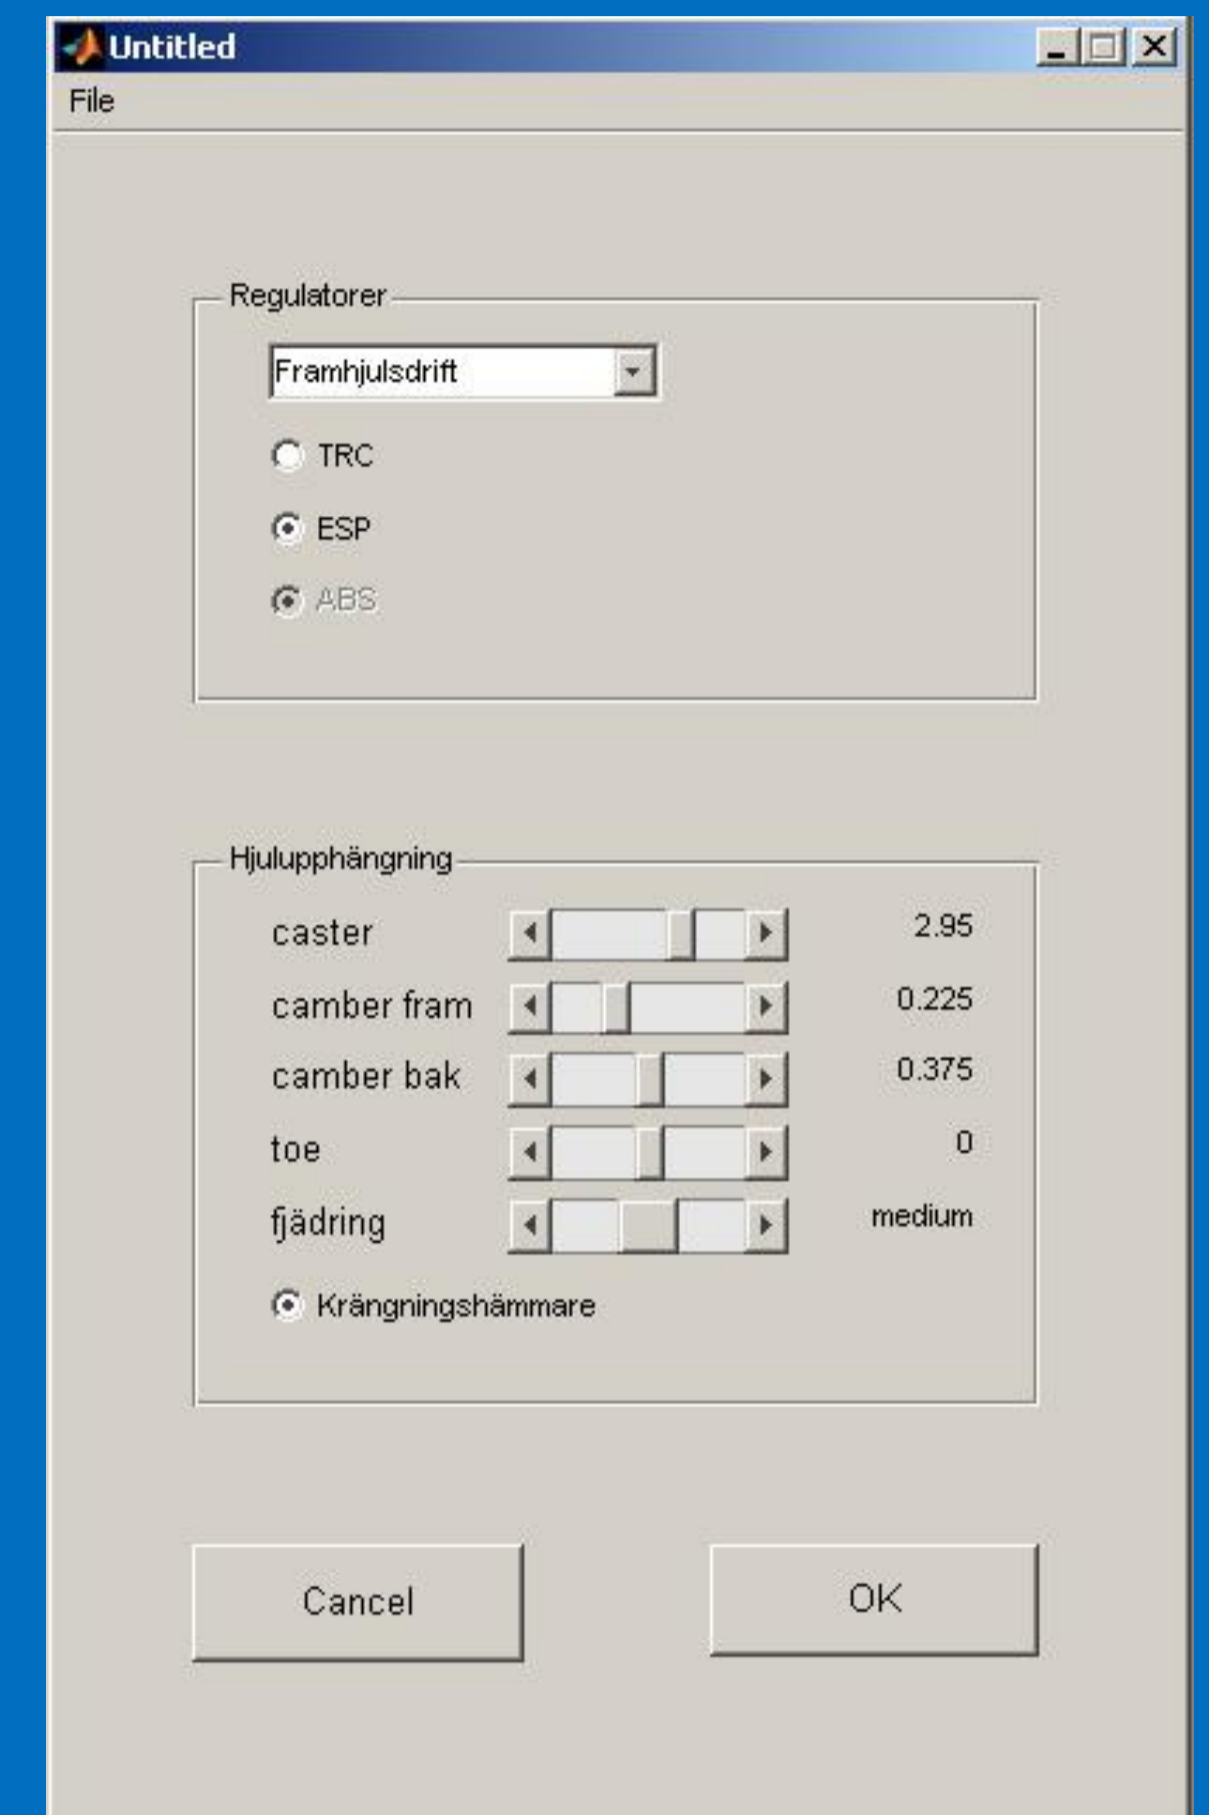 Untitled
File
Regulatorer
Framhjulsdrift
TRC
ESP
ABS
Hjulupphängning
caster 2.95
camber fram 0.225
camber bak 0.375
toe 0
fjädring medium
Krängningshämmare
Cancel OK